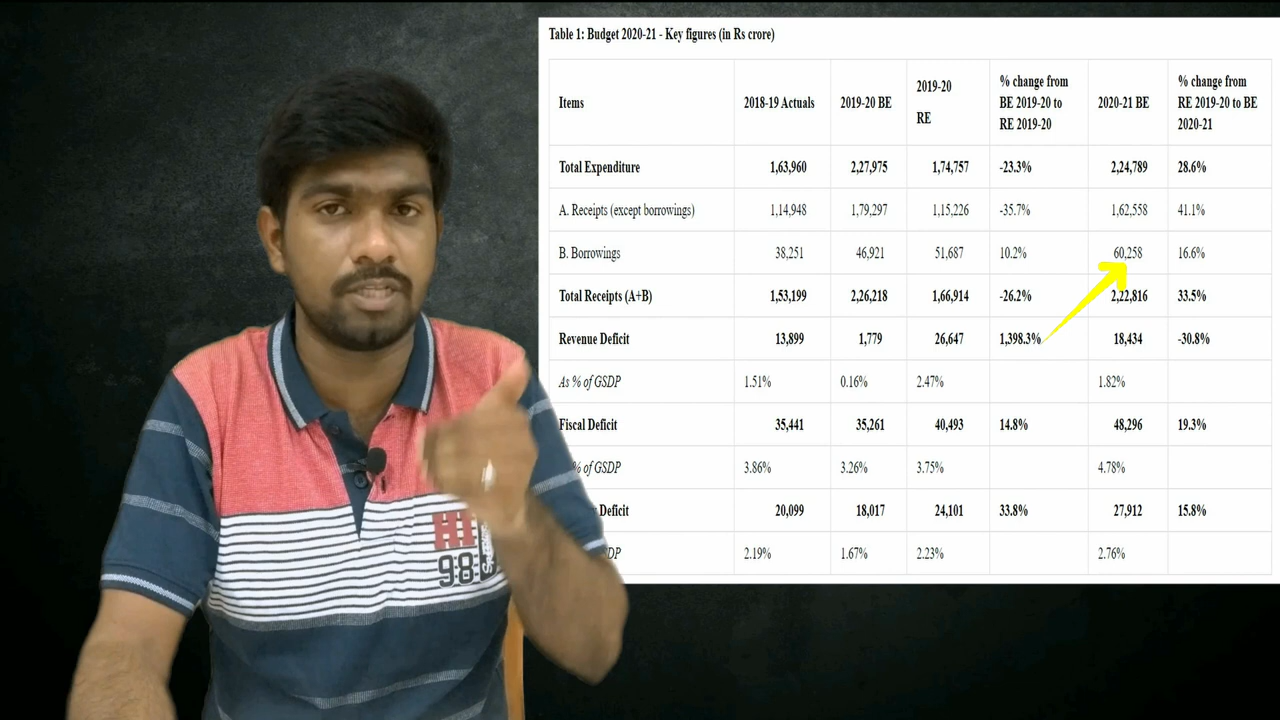 Table 1: Budget 2020-21 - Key figures (in Rs crore)
Items 2018-19 Actuals 2019-20 BE 2019-20 RE % change from BE 2019-20 to RE 2019-20 2020-21 BE % change from RE 2019-20 to BE 2020-21
Total Expenditure 1,63,960 2,27,975 1,74,757 -23.3% 2,24,789 28.6%
A. Receipts (except borrowings) 1,14,948 1,79,297 1,15,226 -35.7% 1,62,558 41.1%
B. Borrowings 38,251 46,921 51,687 10.2% 60,258 16.6%
Total Receipts (A+B) 1,53,199 2,26,218 1,66,914 -26.2% 2,22,816 33.5%
Revenue Deficit 13,899 1,779 26,647 1,398.3% 18,434 -30.8%
As % of GSDP 1.51% 0.16% 2.47% 1.82%
Fiscal Deficit 35,441 35,261 40,493 14.8% 48,296 19.3%
% of GSDP 3.86% 3.26% 3.75% 4.78%
Deficit 20,099 18,017 24,101 33.8% 27,912 15.8%
2.19% 1.67% 2.23% 2.76%
98